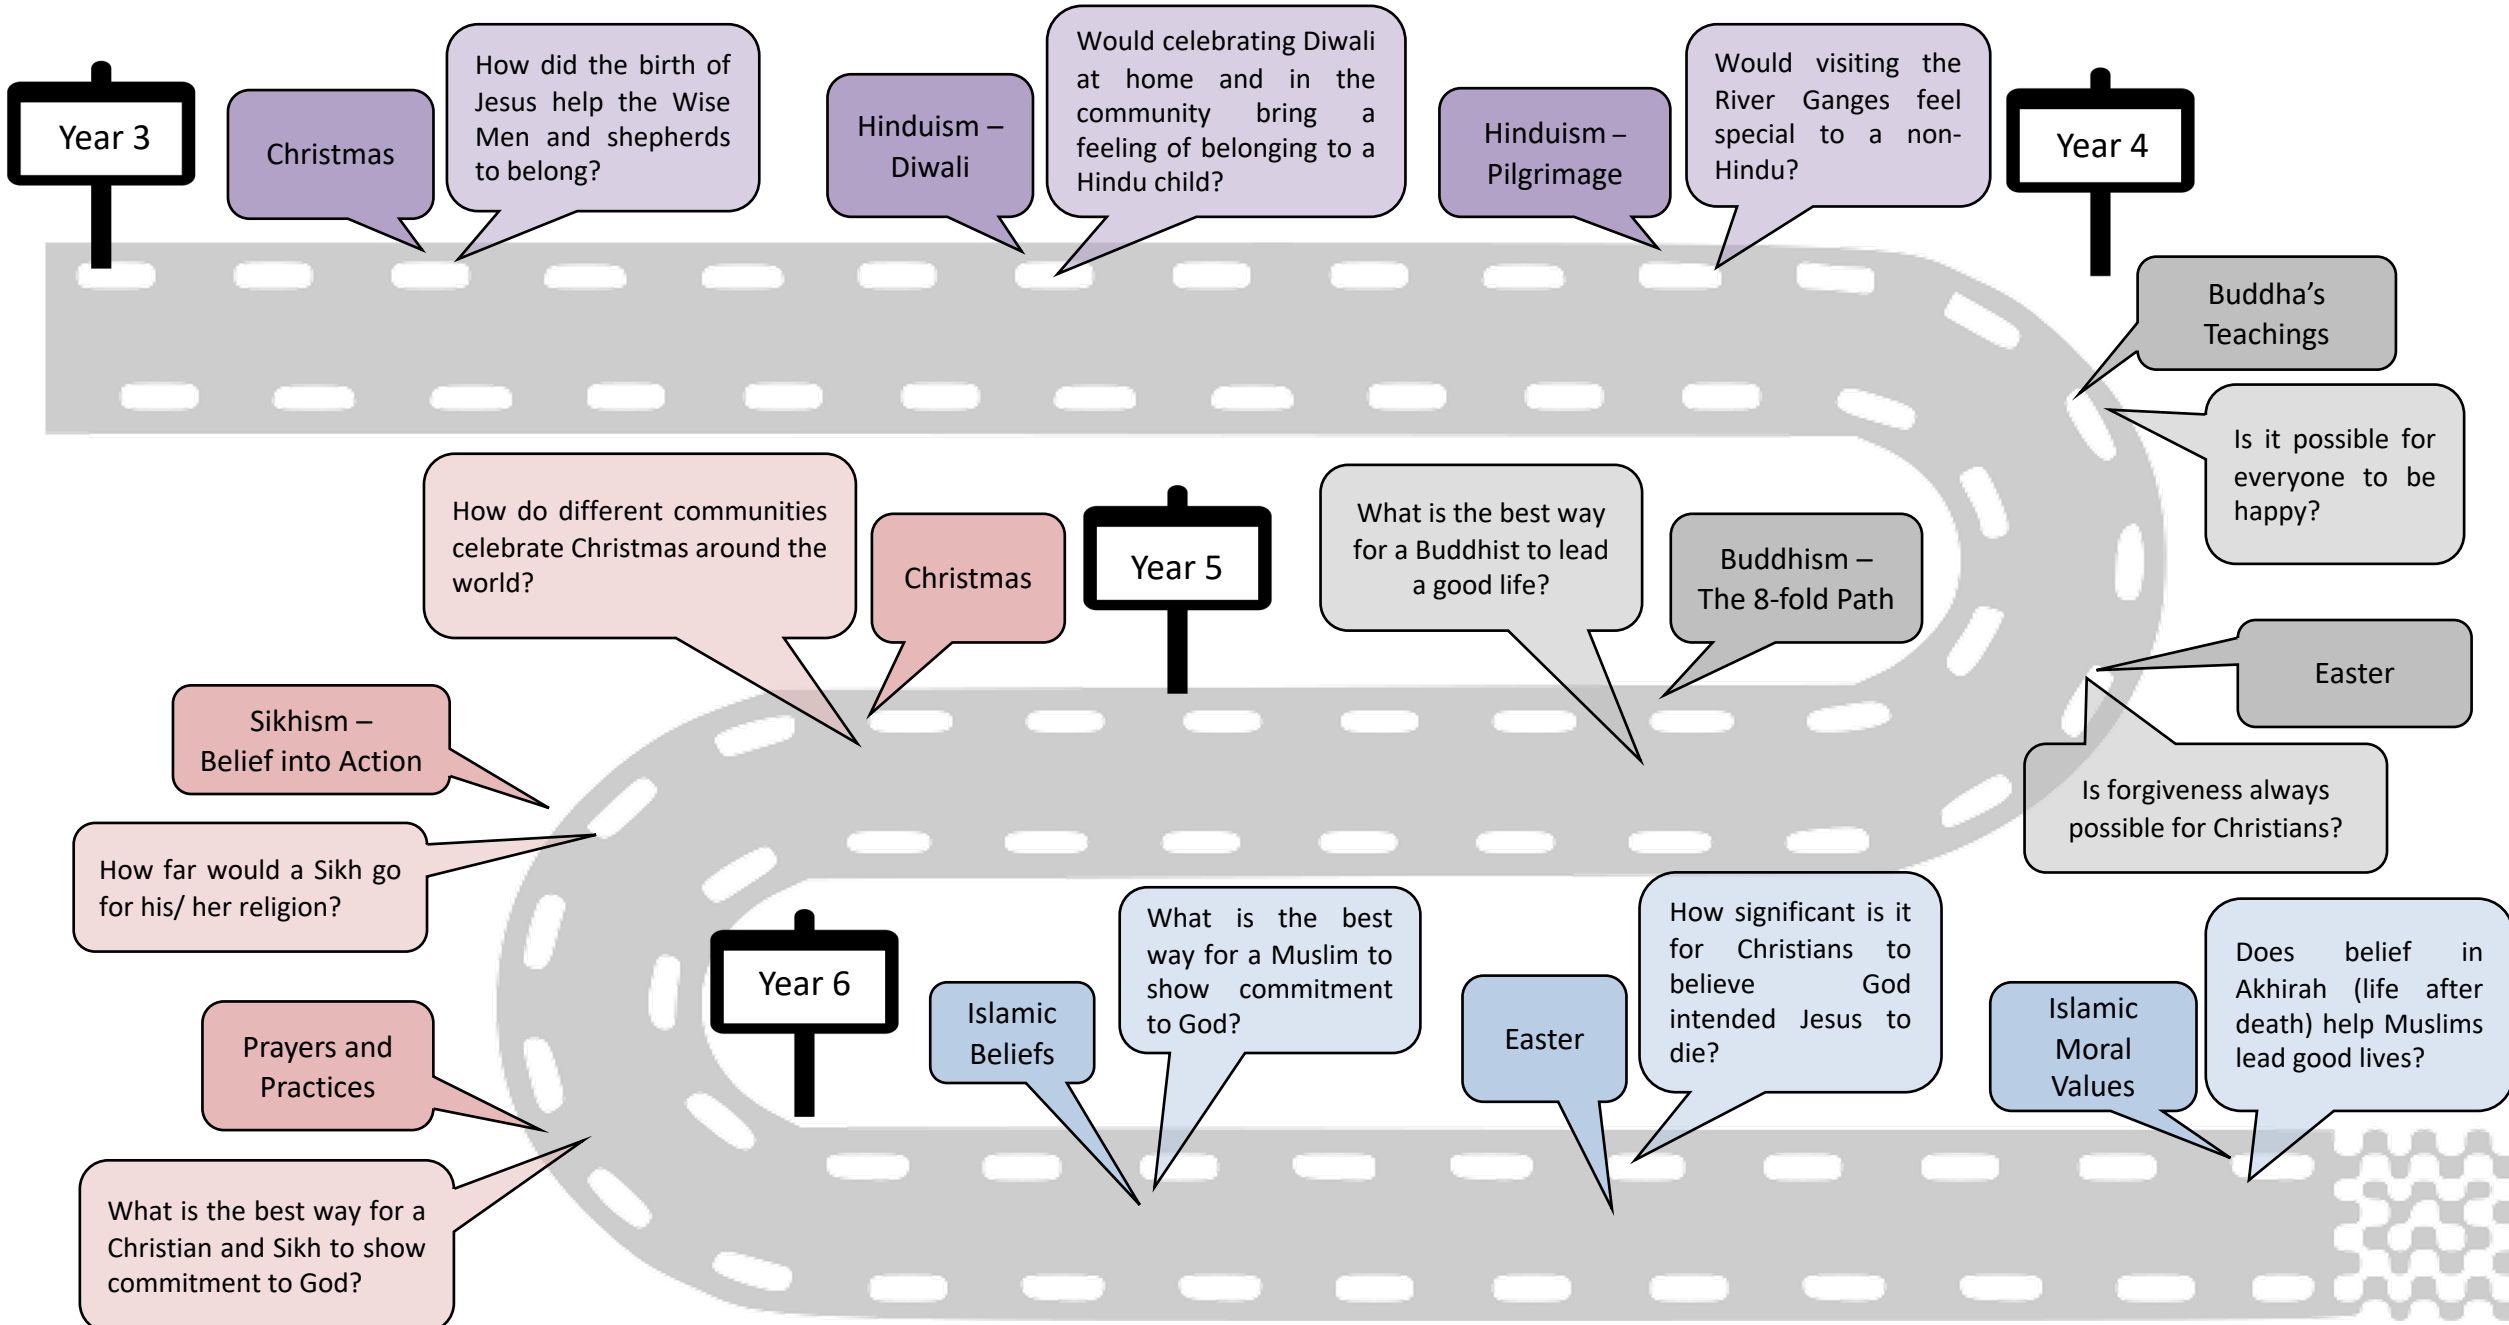 Year 3
Christmas
How did the birth of
Jesus help the Wise
Men and shepherds
to belong?
Hinduism –
Diwali
Would celebrating Diwali
at home and in the
community bring a
feeling of belonging to a
Hindu child?
Hinduism –
Pilgrimage
Would visiting the
River Ganges feel
special to a non-
Hindu?
Year 4
Buddha’s
Teachings
Is it possible for
everyone to be
happy?
Easter
Is forgiveness always
possible for Christians?
Buddhism –
The 8-fold Path
What is the best way
for a Buddhist to lead
a good life?
Year 5
Christmas
How do different communities
celebrate Christmas around the
world?
Sikhism –
Belief into Action
How far would a Sikh go
for his/ her religion?
Prayers and
Practices
What is the best way for a
Christian and Sikh to show
commitment to God?
Year 6
Islamic
Beliefs
What is the best
way for a Muslim to
show commitment
to God?
Easter
How significant is it
for Christians to
believe God
intended Jesus to
die?
Islamic
Moral
Values
Does belief in
Akhirah (life after
death) help Muslims
lead good lives?